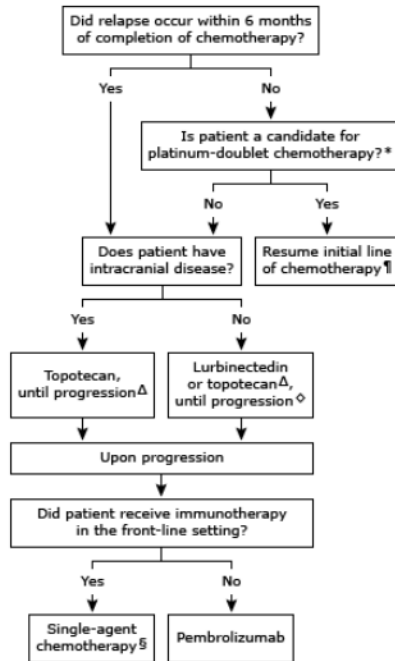 Did relapse occur within 6 months
of completion of chemotherapy?
Yes
No
Is patient a candidate for
platinum-doublet chemotherapy?*
No
Yes
Does patient have
intracranial disease?
Resume initial line
of chemotherapy¶
Yes
No
Topotecan,
until progressionΔ
Lurbinectedin
or topotecanΔ,
until progression◇
Upon progression
Did patient receive immunotherapy
in the front-line setting?
Yes
No
Single-agent
chemotherapy§
Pembrolizumab